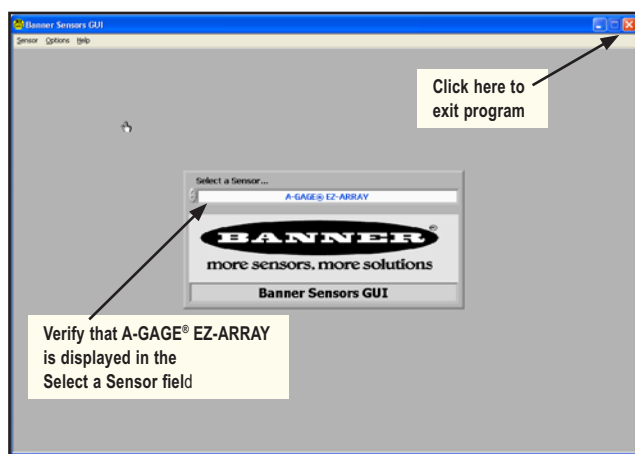 Banner Sensors GUI
Sensor Options Help
Click here to
exit program
Select a Sensor...
A-GAGE® EZ-ARRAY
BANNER®
more sensors, more solutions
Banner Sensors GUI
Verify that A-GAGE® EZ-ARRAY
is displayed in the
Select a Sensor field